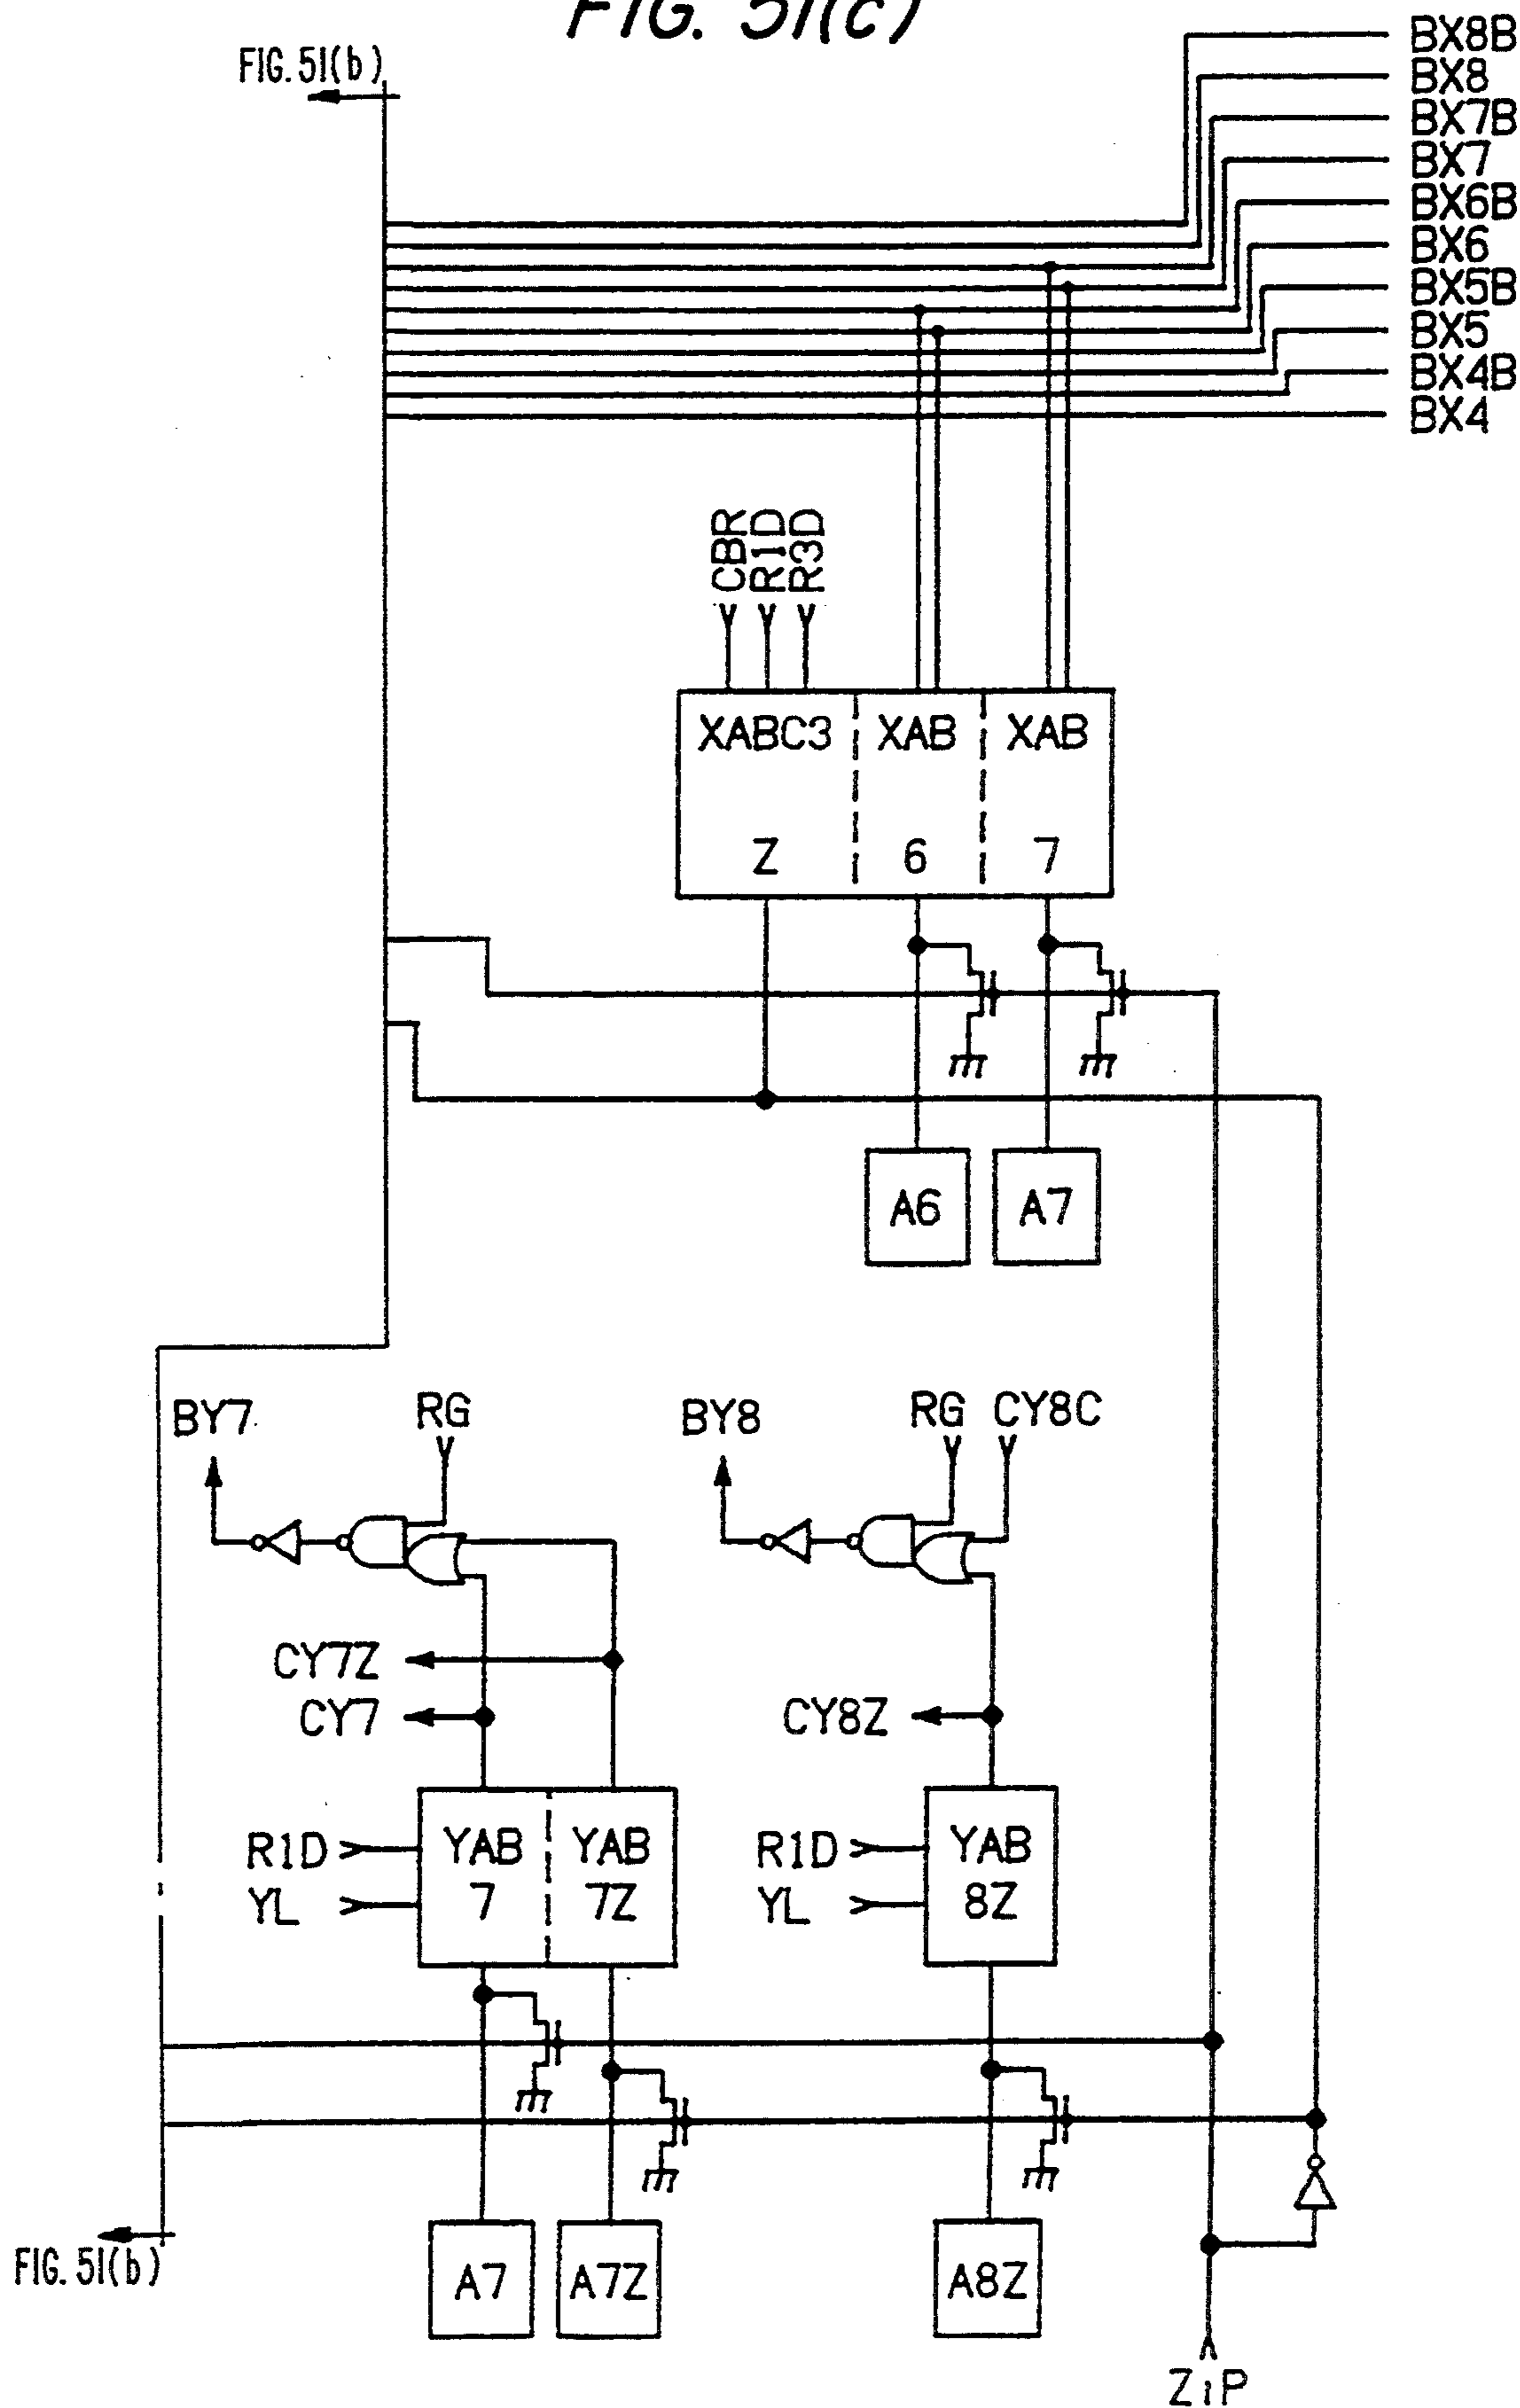 FIG. 51(c)
FIG. 51(b)
BX8B
BX8
BX7B
BX7
BX6B
BX6
BX5B
BX5
BX4B
BX4
CBR
R1D
R3D
XABC3 XAB XAB
Z 6 7
A6 A7
BY7 RG BY8 RG CY8C
CY7Z
CY7 CY8Z
R1D YAB YAB R1D YAB
YL 7 7Z YL 8Z
FIG. 51(b)
A7 A7Z A8Z
ZiP